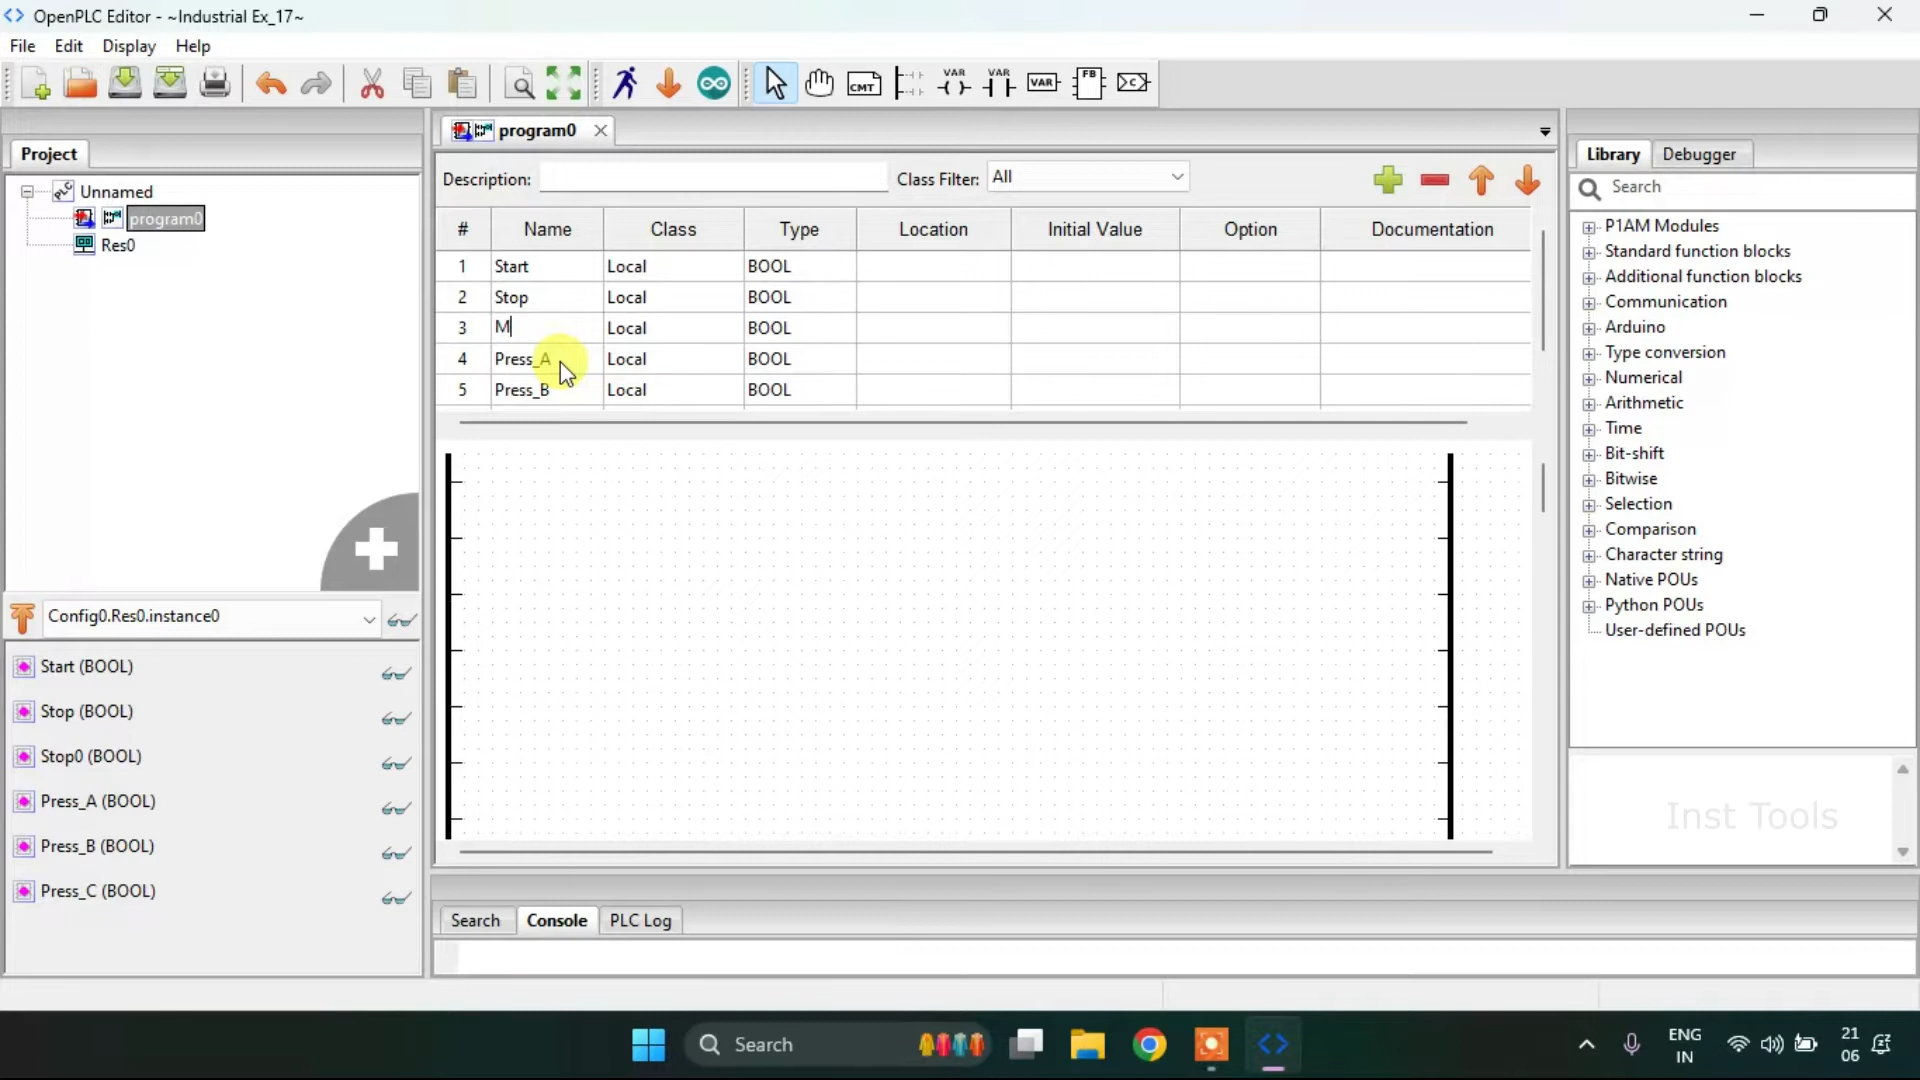 OpenPLC Editor - ~Industrial Ex_17~
File Edit Display Help
CMT VAR VAR VAR FB C
program0
Project
Unnamed
program0
Res0
Description: Class Filter: All
# Name Class Type Location Initial Value Option Documentation
1 Start Local BOOL
2 Stop Local BOOL
3 M Local BOOL
4 Press_A Local BOOL
5 Press_B Local BOOL
Config0.Res0.instance0
Start (BOOL)
Stop (BOOL)
Stop0 (BOOL)
Press_A (BOOL)
Press_B (BOOL)
Press_C (BOOL)
Library Debugger
Search
P1AM Modules
Standard function blocks
Additional function blocks
Communication
Arduino
Type conversion
Numerical
Arithmetic
Time
Bit-shift
Bitwise
Selection
Comparison
Character string
Native POUs
Python POUs
User-defined POUs
Inst Tools
Search Console PLC Log
Search
ENG
IN
21
06